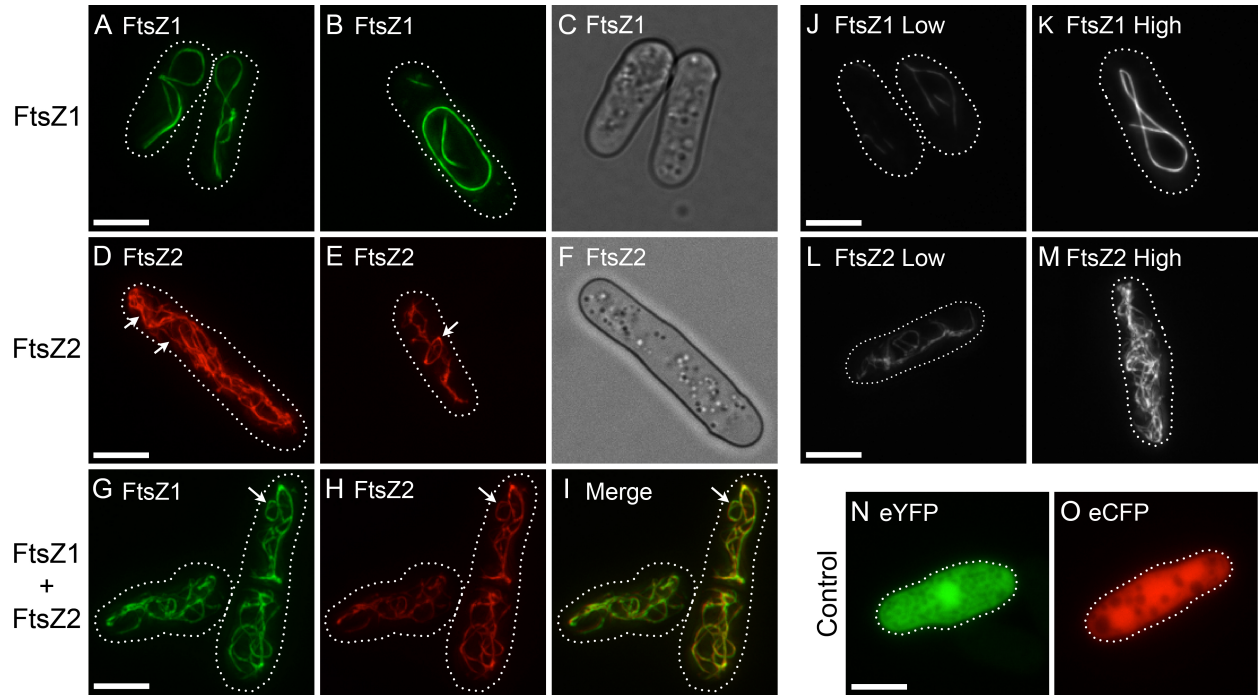 A FtsZ1
B FtsZ1
C FtsZ1
J FtsZ1 Low
K FtsZ1 High
FtsZ1
D FtsZ2
E FtsZ2
F FtsZ2
L FtsZ2 Low
M FtsZ2 High
FtsZ2
G FtsZ1
H FtsZ2
I Merge
FtsZ1
+
FtsZ2
N eYFP
O eCFP
Control